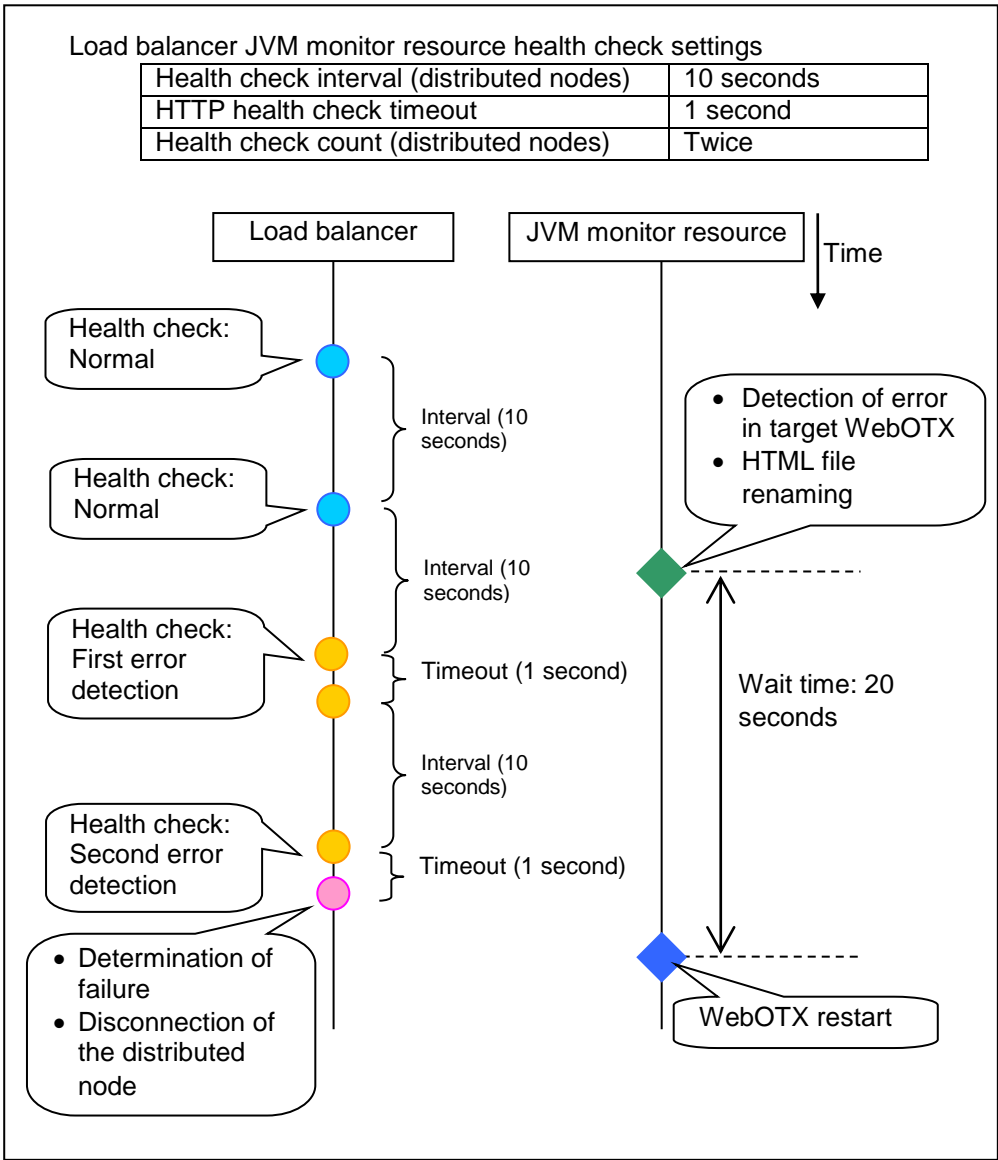 Load balancer JVM monitor resource health check settings
Health check interval (distributed nodes) 10 seconds
HTTP health check timeout 1 second
Health check count (distributed nodes) Twice
Load balancer
JVM monitor resource
Time
Health check:
Normal
Interval (10
seconds)
• Detection of error
in target WebOTX
• HTML file
renaming
Health check:
Normal
Interval (10
seconds)
Health check:
First error
detection
Timeout (1 second)
Wait time: 20
seconds
Interval (10
seconds)
Health check:
Second error
detection
Timeout (1 second)
• Determination of
failure
• Disconnection of
the distributed
node
WebOTX restart